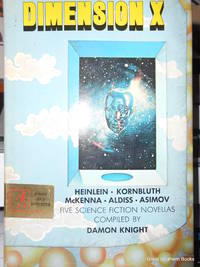 DIMENSION X
HEINLEIN • KORNBLUTH
McKENNA • ALDISS • ASIMOV
FIVE SCIENCE FICTION NOVELLAS
COMPILED BY
DAMON KNIGHT